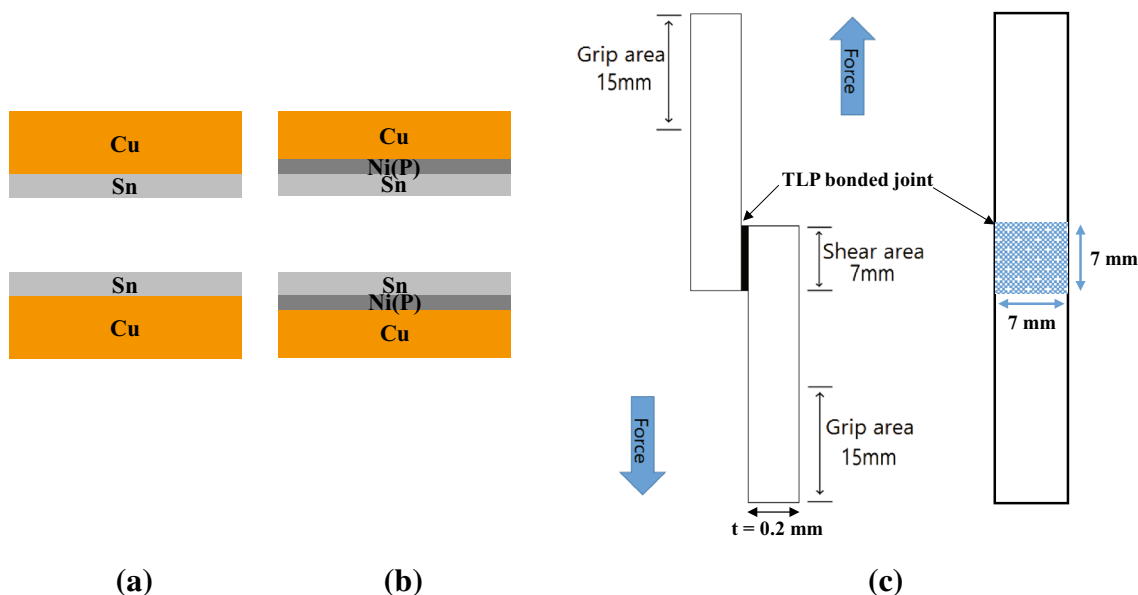 Cu
Sn
Sn
Cu
(a)
Cu
Ni(P)
Sn
Sn
Ni(P)
Cu
(b)
Grip area
15mm
Force
TLP bonded joint
Shear area
7mm
7 mm
7 mm
Force
Grip area
15mm
t = 0.2 mm
(c)